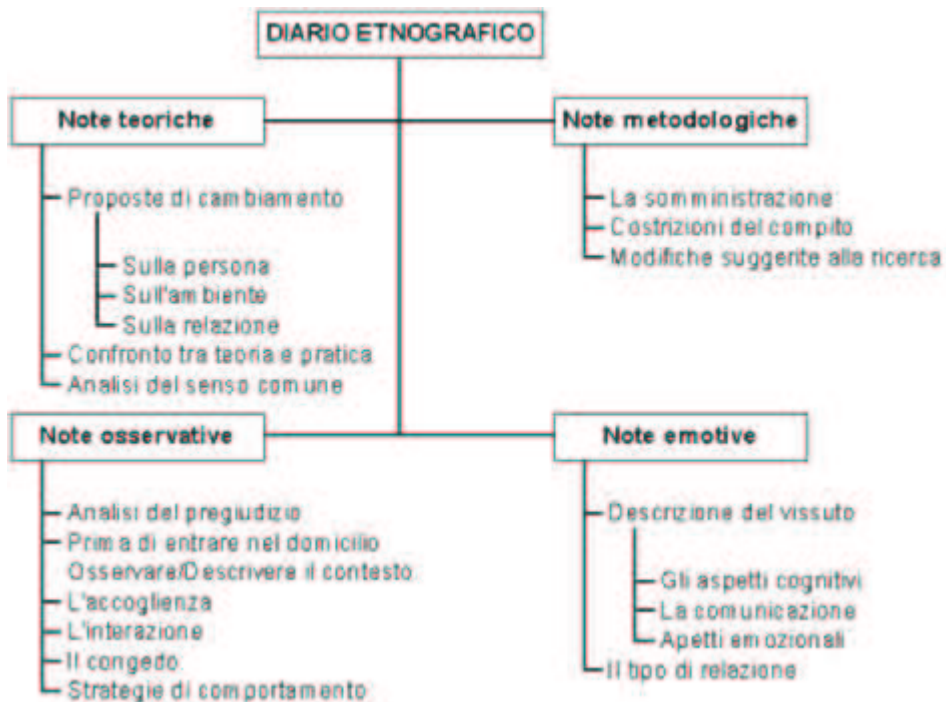 DIARIO ETNOGRAFICO
Note teoriche
Proposte di cambiamento
Sulla persona
Sull'ambiente
Sulla relazione
Confronto tra teoria e pratica
Analisi del senso comune
Note metodologiche
La somministrazione
Costrizioni del compito
Modifiche suggerite alla ricerca
Note osservative
Analisi del pregiudizio
Prima di entrare nel domicilio
Osservare/Descrivere il contesto
L'accoglienza
L'interazione
Il congedo
Strategie di comportamento
Note emotive
Descrizione del vissuto
Gli aspetti cognitivi
La comunicazione
Apetti emozionali
Il tipo di relazione